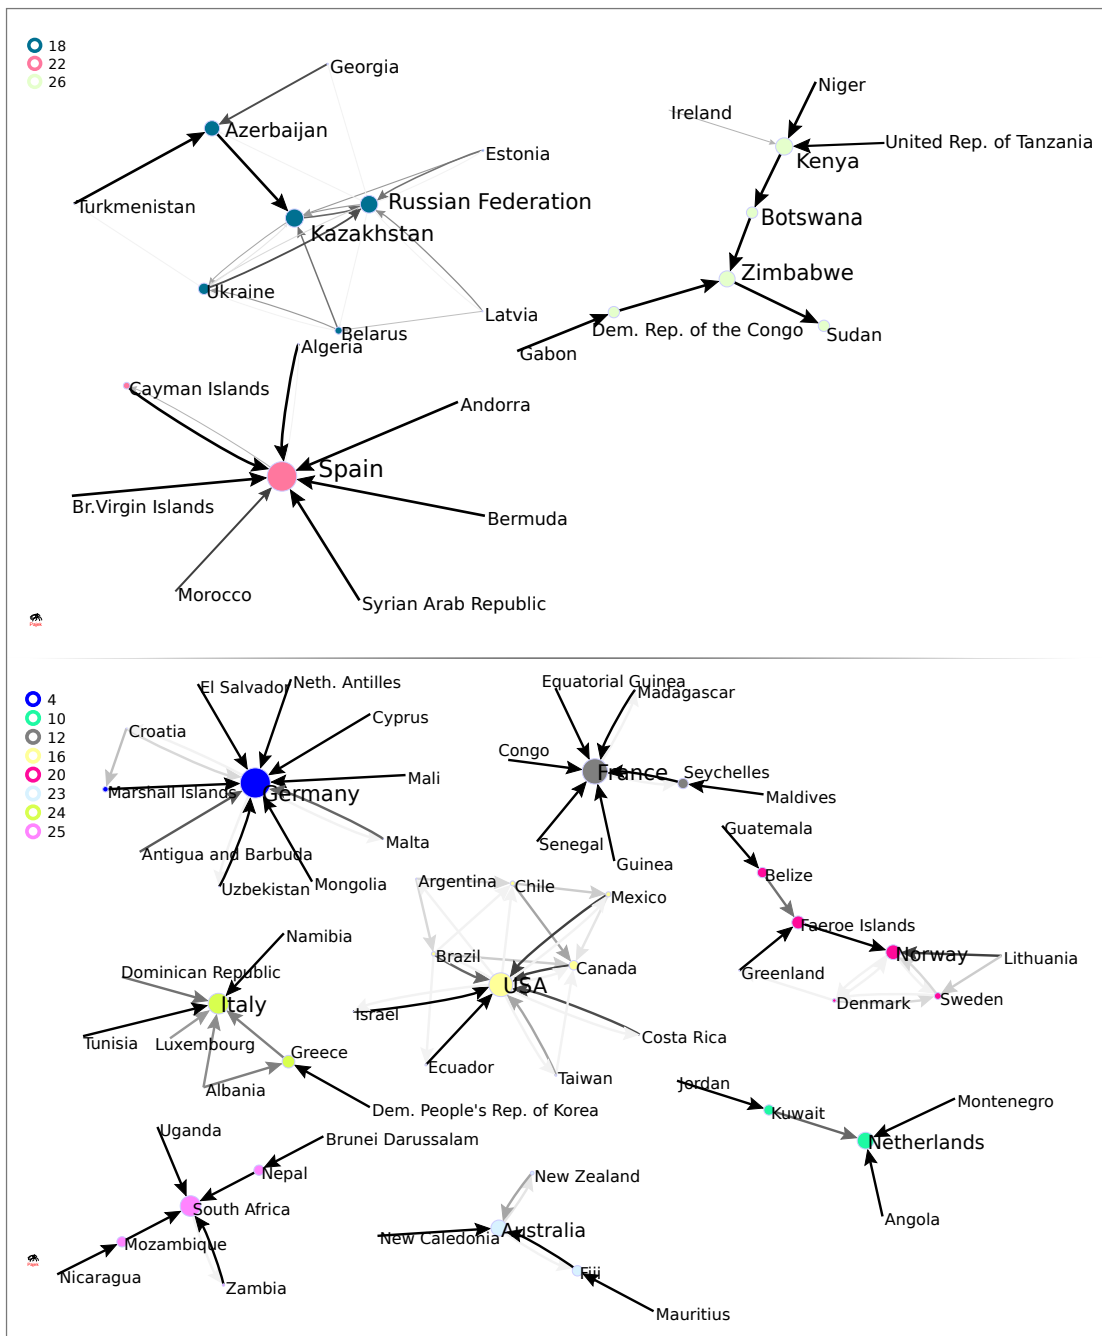 18
22
26
Georgia
Azerbaijan
Estonia
Russian Federation
Turkmenistan
Kazakhstan
Ukraine
Latvia
Belarus
Niger
Ireland
United Rep. of Tanzania
Kenya
Botswana
Zimbabwe
Dem. Rep. of the Congo
Sudan
Gabon
Algeria
Cayman Islands
Andorra
Spain
Br.Virgin Islands
Bermuda
Morocco
Syrian Arab Republic
4
10
12
16
20
23
24
25
El Salvador
Neth. Antilles
Croatia
Cyprus
Mali
Marshall Islands
Germany
Malta
Antigua and Barbuda
Uzbekistan
Mongolia
Equatorial Guinea
Madagascar
Congo
France
Seychelles
Maldives
Senegal
Guinea
Guatemala
Belize
Faeroe Islands
Norway
Lithuania
Greenland
Denmark
Sweden
Argentina
Chile
Mexico
Brazil
Canada
USA
Israel
Costa Rica
Ecuador
Taiwan
Namibia
Dominican Republic
Italy
Tunisia
Luxembourg
Greece
Albania
Dem. People's Rep. of Korea
Jordan
Kuwait
Montenegro
Netherlands
Angola
Uganda
Brunei Darussalam
Nepal
South Africa
Mozambique
Nicaragua
Zambia
New Zealand
New Caledonia
Australia
Fiji
Mauritius